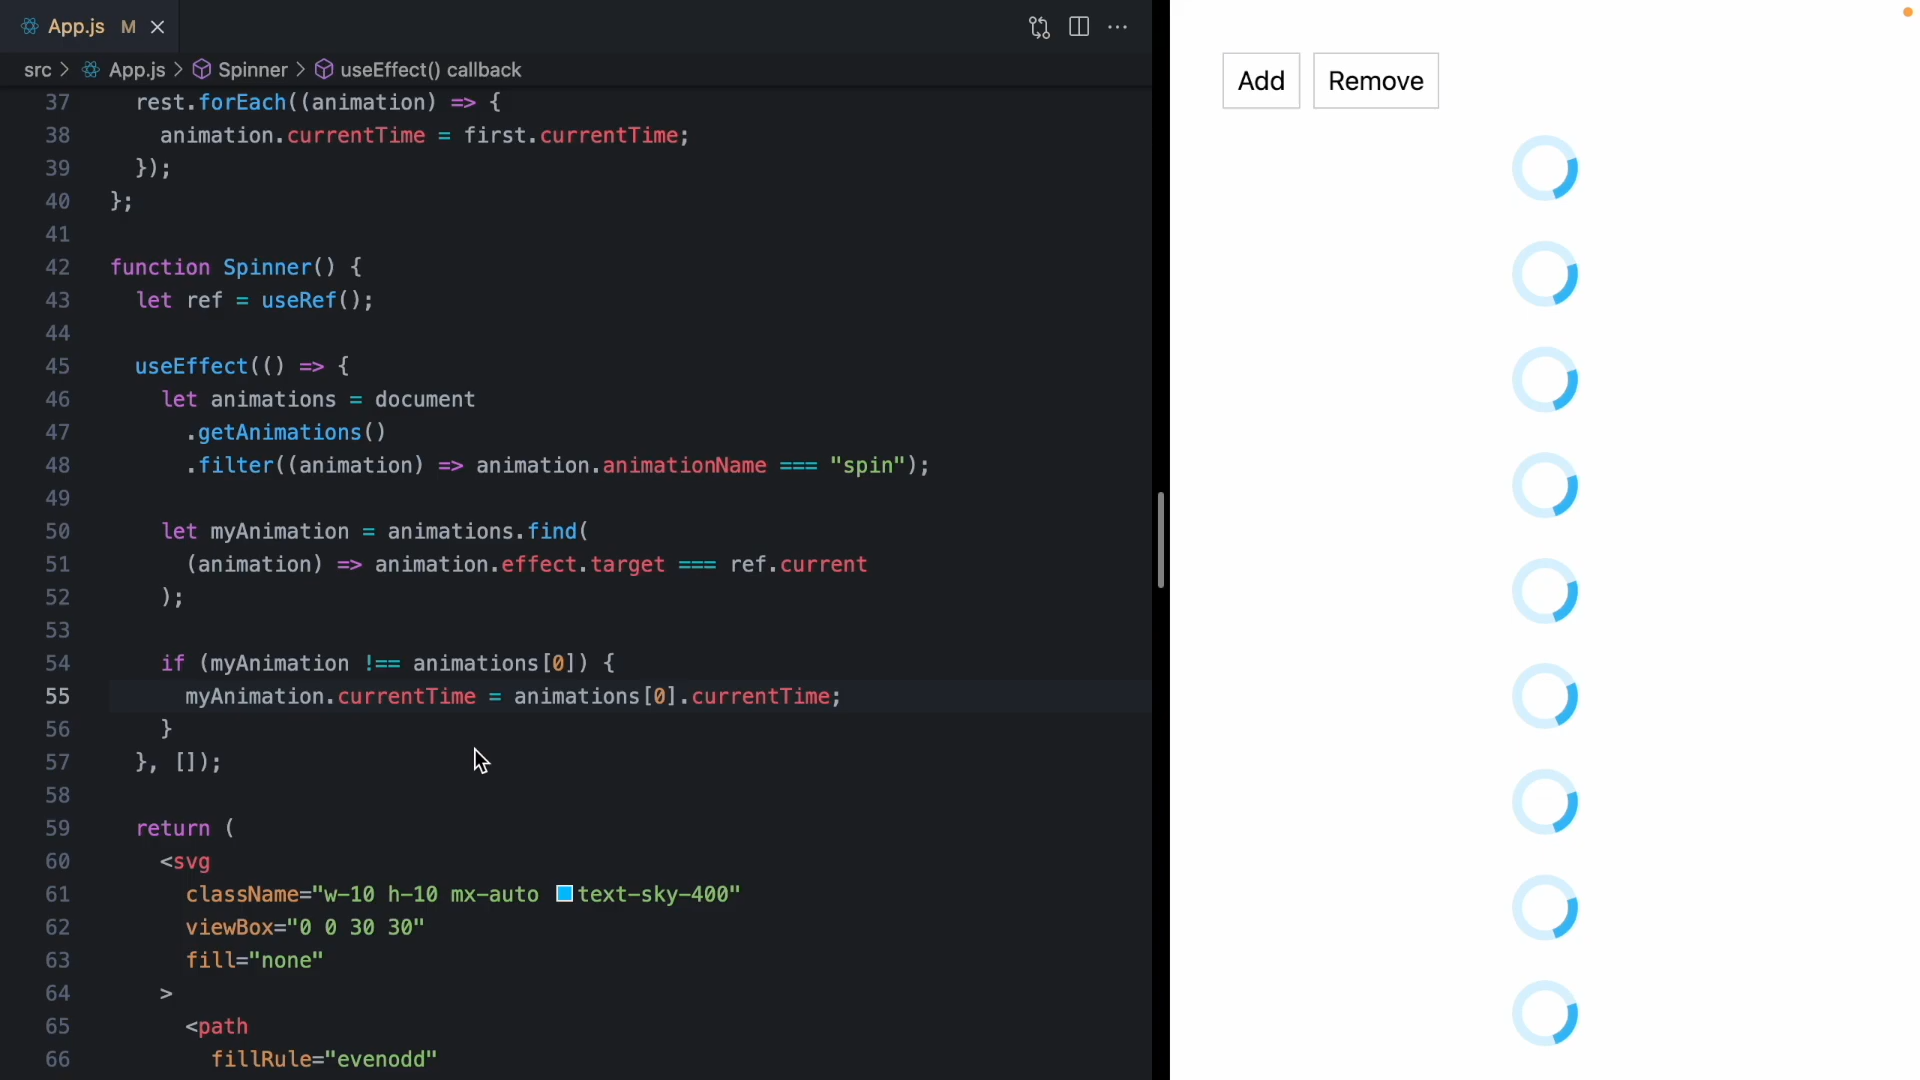 App.js M
src > App.js > Spinner > useEffect() callback
37 rest.forEach((animation) => {
38 animation.currentTime = first.currentTime;
39 });
40 };
41
42 function Spinner() {
43 let ref = useRef();
44
45 useEffect(() => {
46 let animations = document
47 .getAnimations()
48 .filter((animation) => animation.animationName === "spin");
49
50 let myAnimation = animations.find(
51 (animation) => animation.effect.target === ref.current
52 );
53
54 if (myAnimation !== animations[0]) {
55 myAnimation.currentTime = animations[0].currentTime;
56 }
57 }, []);
58
59 return (
60 <svg
61 className="w-10 h-10 mx-auto text-sky-400"
62 viewBox="0 0 30 30"
63 fill="none"
64 >
65 <path
66 fillRule="evenodd"
Add Remove